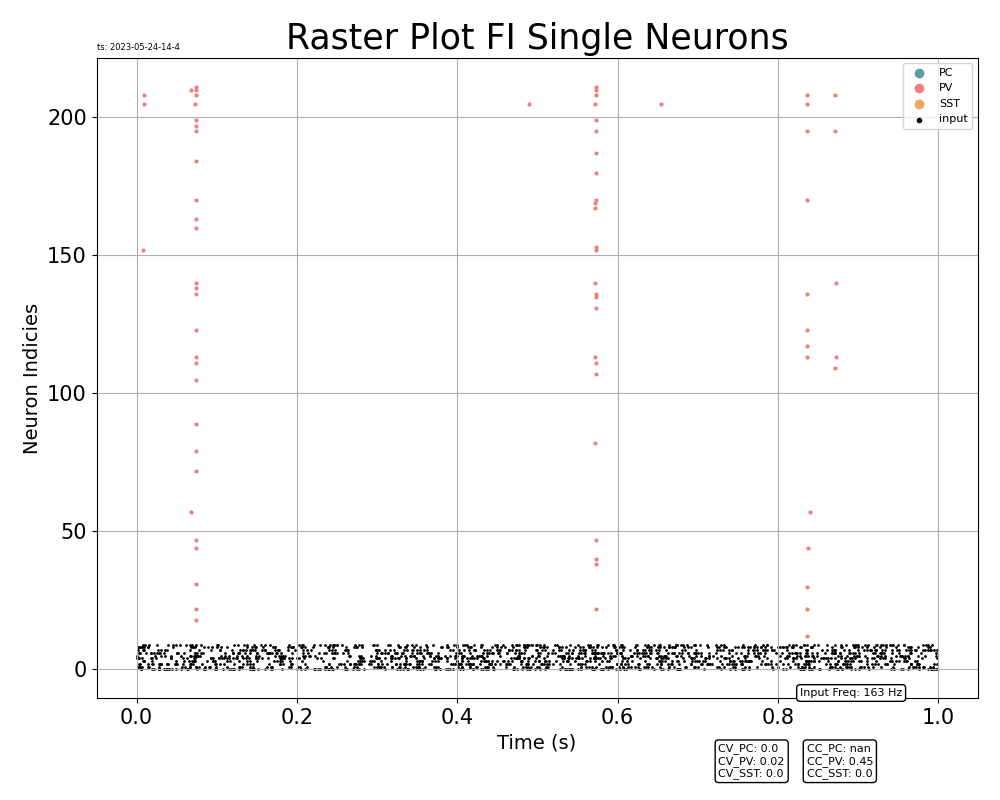 Raster Plot FI Single Neurons
ts: 2023-05-24-14-4
PC
PV
SST
input
200
150
100
50
0
Neuron Indicies
0.0 0.2 0.4 0.6 0.8 1.0
Time (s)
Input Freq: 163 Hz
CV_PC: 0.0
CV_PV: 0.02
CV_SST: 0.0
CC_PC: nan
CC_PV: 0.45
CC_SST: 0.0